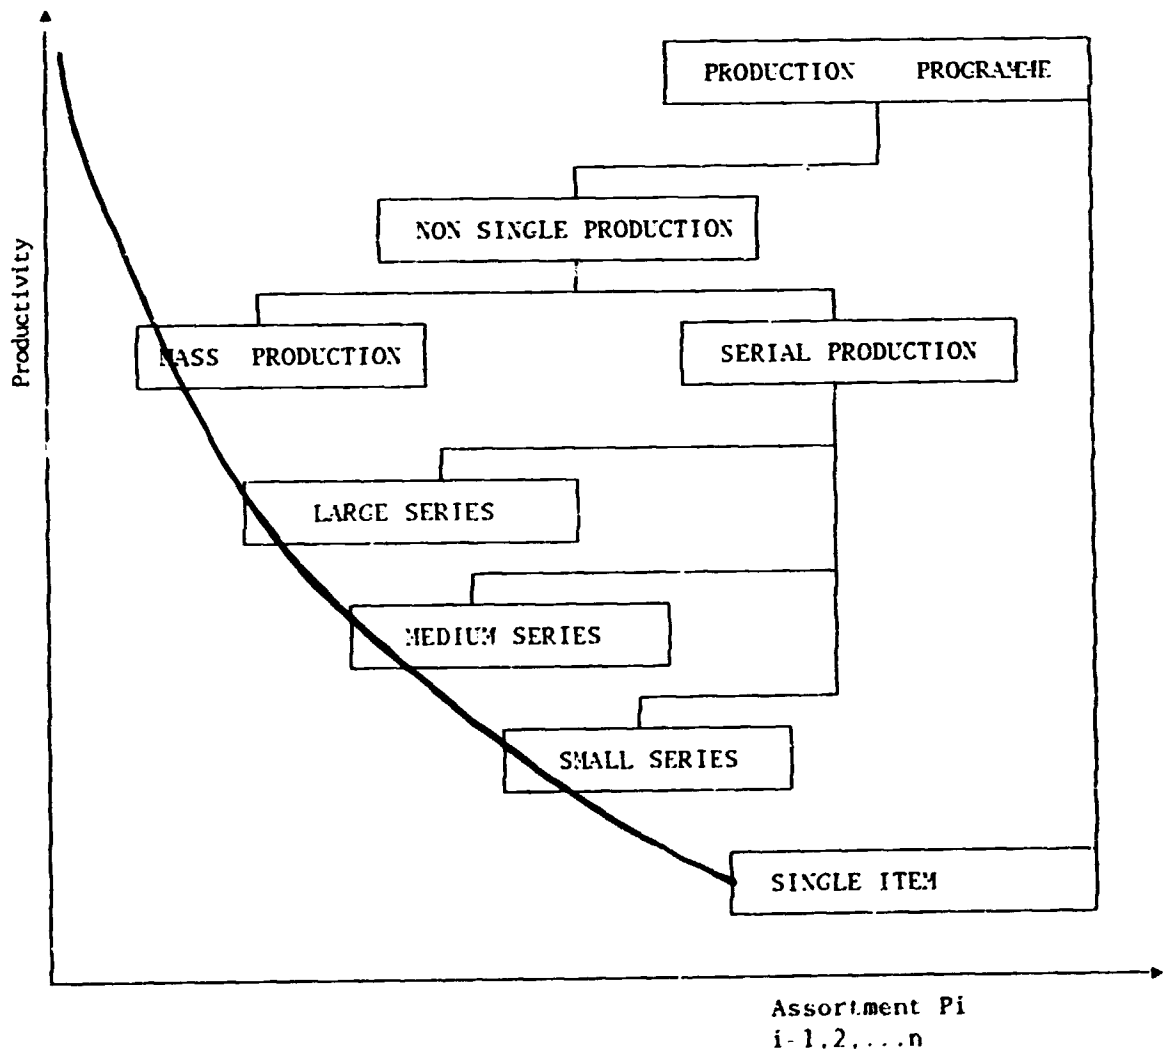 PRODUCTION PROGRAMME
NON SINGLE PRODUCTION
Productivity
MASS PRODUCTION
SERIAL PRODUCTION
LARGE SERIES
MEDIUM SERIES
SMALL SERIES
SINGLE ITEM
Assortment Pi
i-1,2,...n